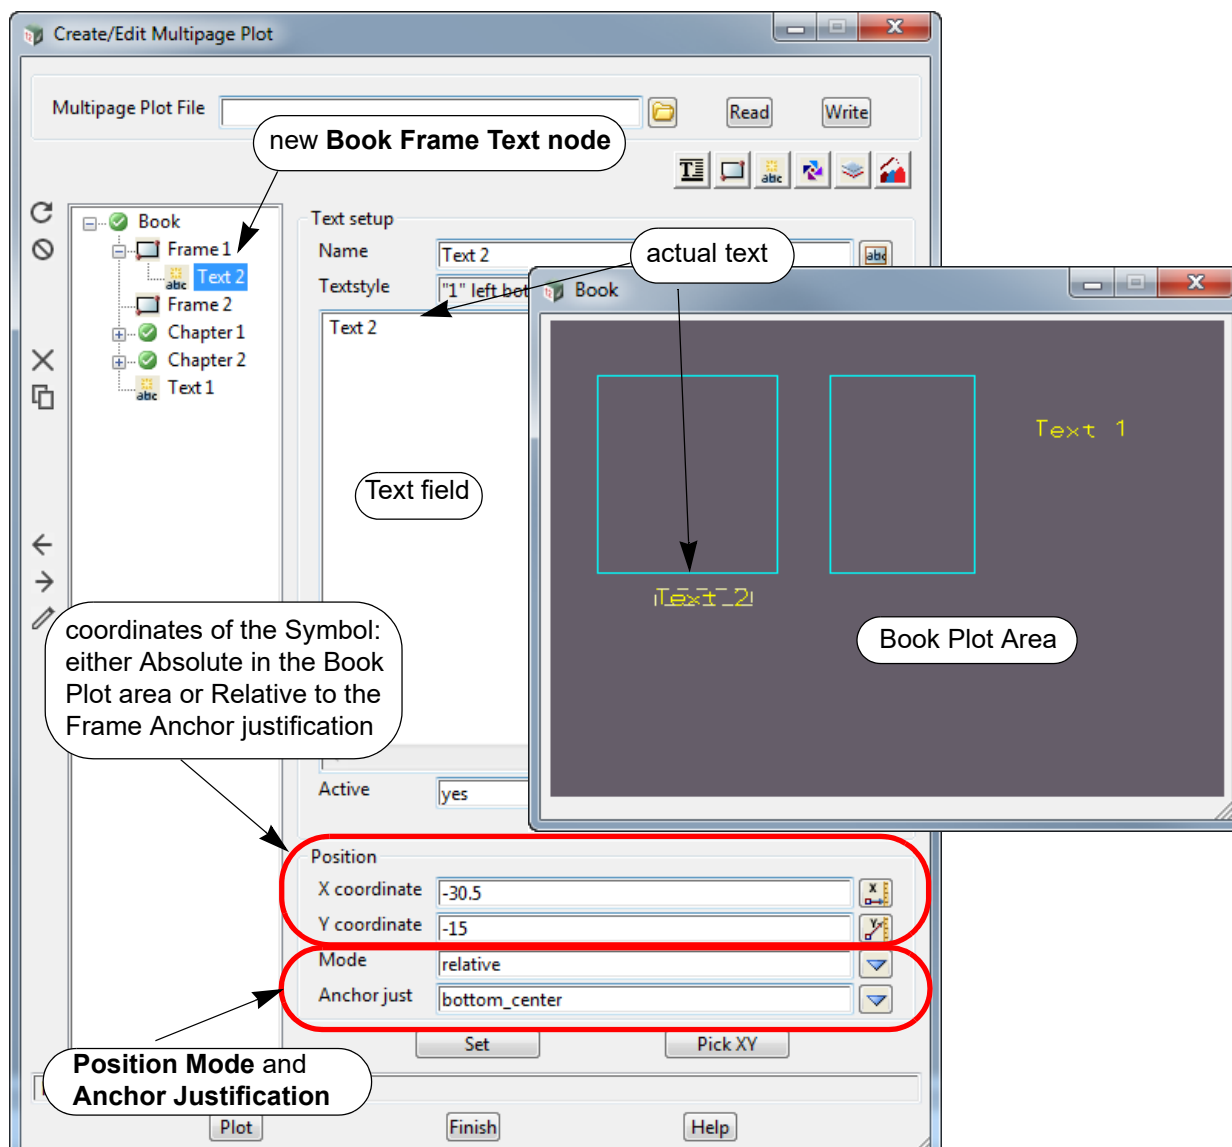 Create/Edit Multipage Plot
Multipage Plot File
Read
Write
new Book Frame Text node
Book
Frame 1
Text 2
Frame 2
Chapter 1
Chapter 2
Text 1
Text setup
Name
Text 2
Textstyle
"1" left bot
actual text
Text 2
Text field
Book
Text 1
Text 2
Book Plot Area
coordinates of the Symbol:
either Absolute in the Book
Plot area or Relative to the
Frame Anchor justification
Active
yes
Position
X coordinate
-30.5
Y coordinate
-15
Mode
relative
Anchor just
bottom_center
Set
Pick XY
Position Mode and
Anchor Justification
Plot
Finish
Help